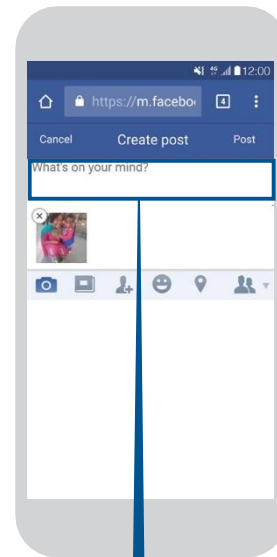 12:00
https://m.facebo
4
Cancel Create post Post
What's on your mind?